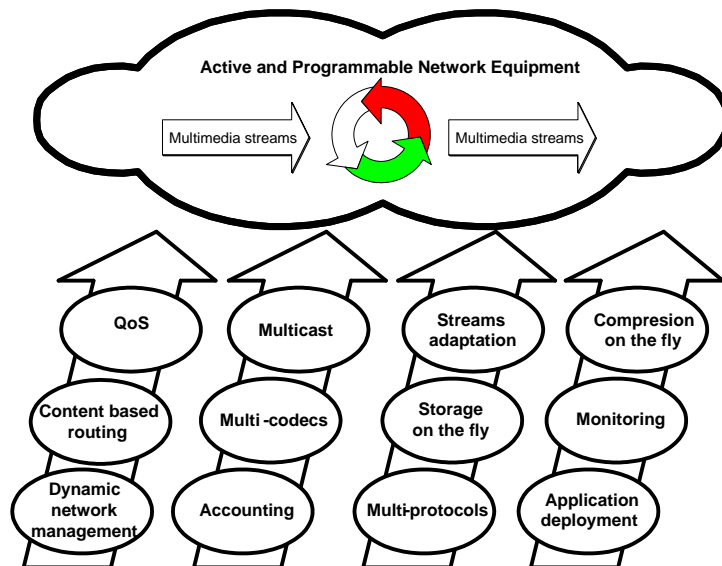 Active and Programmable Network Equipment
Multimedia streams
Multimedia streams
QoS
Multicast
Streams
adaptation
Compresion
on the fly
Content based
routing
Multi-codecs
Storage
on the fly
Monitoring
Dynamic
network
management
Accounting
Multi-protocols
Application
deployment